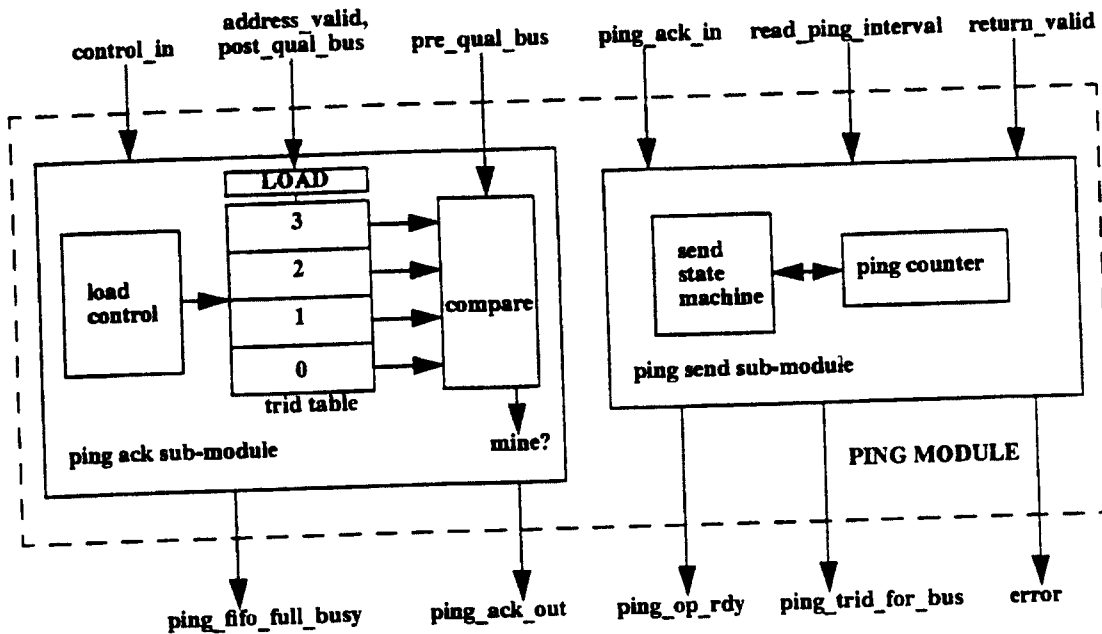 control_in
address_valid,
post_qual_bus
pre_qual_bus
ping_ack_in
read_ping_interval
return_valid
LOAD
3
2
1
0
load
control
compare
trid table
mine?
ping ack sub-module
send
state
machine
ping counter
ping send sub-module
PING MODULE
ping_fifo_full_busy
ping_ack_out
ping_op_rdy
ping_trid_for_bus
error